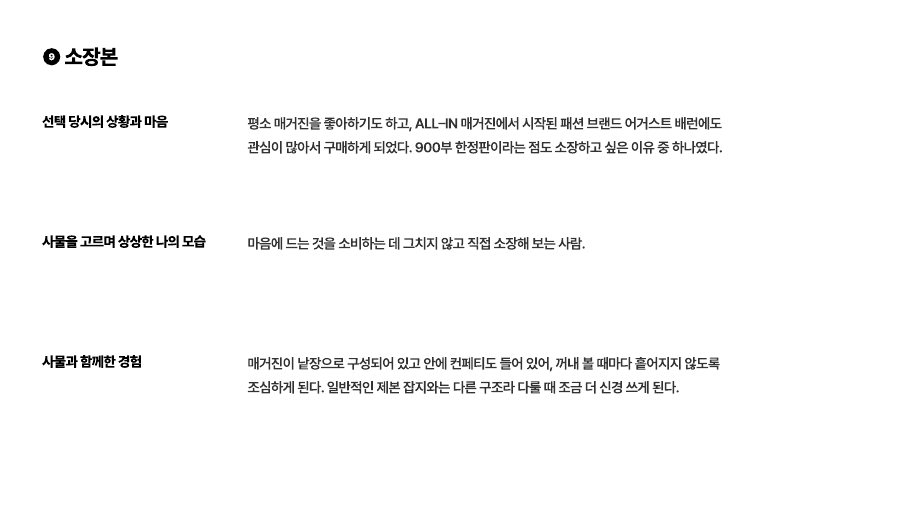 ❾ 소장본
선택 당시의 상황과 마음
평소 매거진을 좋아하기도 하고, ALL-IN 매거진에서 시작된 패션 브랜드 어거스트 배런에도
관심이 많아서 구매하게 되었다. 900부 한정판이라는 점도 소장하고 싶은 이유 중 하나였다.
사물을 고르며 상상한 나의 모습
마음에 드는 것을 소비하는 데 그치지 않고 직접 소장해 보는 사람.
사물과 함께한 경험
매거진이 낱장으로 구성되어 있고 안에 컨페티도 들어 있어, 꺼내 볼 때마다 흩어지지 않도록
조심하게 된다. 일반적인 제본 잡지와는 다른 구조라 다룰 때 조금 더 신경 쓰게 된다.